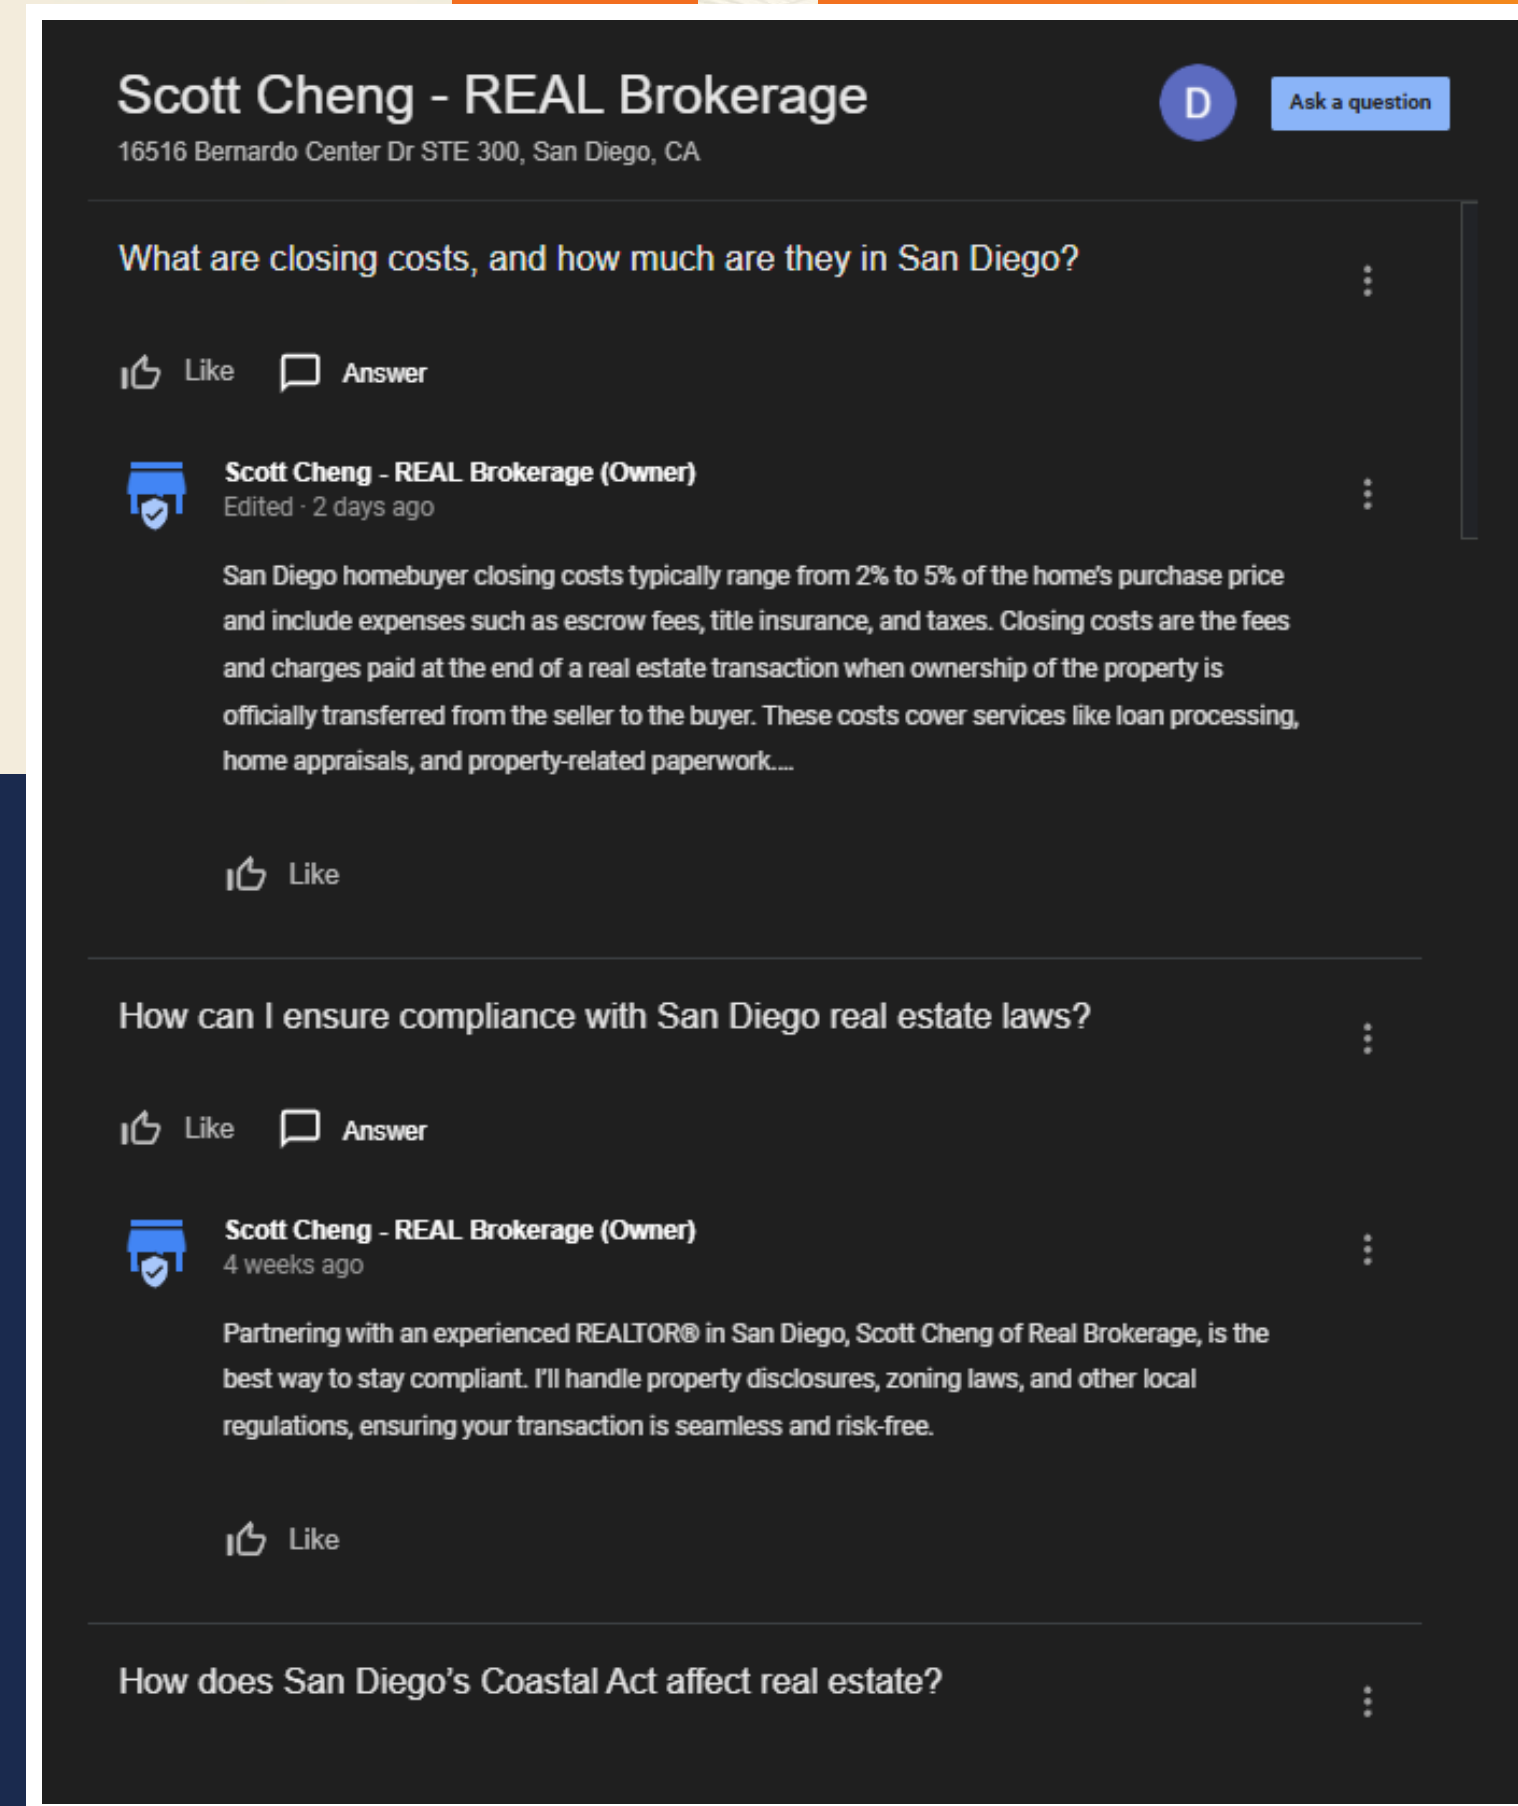 Scott Cheng - REAL Brokerage
D
Ask a question
16516 Bernardo Center Dr STE 300, San Diego, CA
What are closing costs, and how much are they in San Diego?
Like
Answer
Scott Cheng - REAL Brokerage (Owner)
Edited · 2 days ago
San Diego homebuyer closing costs typically range from 2% to 5% of the home's purchase price
and include expenses such as escrow fees, title insurance, and taxes. Closing costs are the fees
and charges paid at the end of a real estate transaction when ownership of the property is
officially transferred from the seller to the buyer. These costs cover services like loan processing,
home appraisals, and property-related paperwork....
Like
How can I ensure compliance with San Diego real estate laws?
Like
Answer
Scott Cheng - REAL Brokerage (Owner)
4 weeks ago
Partnering with an experienced REALTOR® in San Diego, Scott Cheng of Real Brokerage, is the
best way to stay compliant. I'll handle property disclosures, zoning laws, and other local
regulations, ensuring your transaction is seamless and risk-free.
Like
How does San Diego's Coastal Act affect real estate?